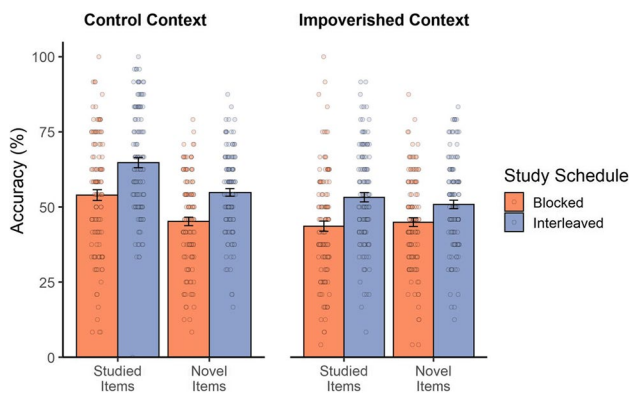 Control Context
Impoverished Context
Accuracy (%)
100
75
50
25
0
Studied
Items
Novel
Items
Studied
Items
Novel
Items
Study Schedule
Blocked
Interleaved